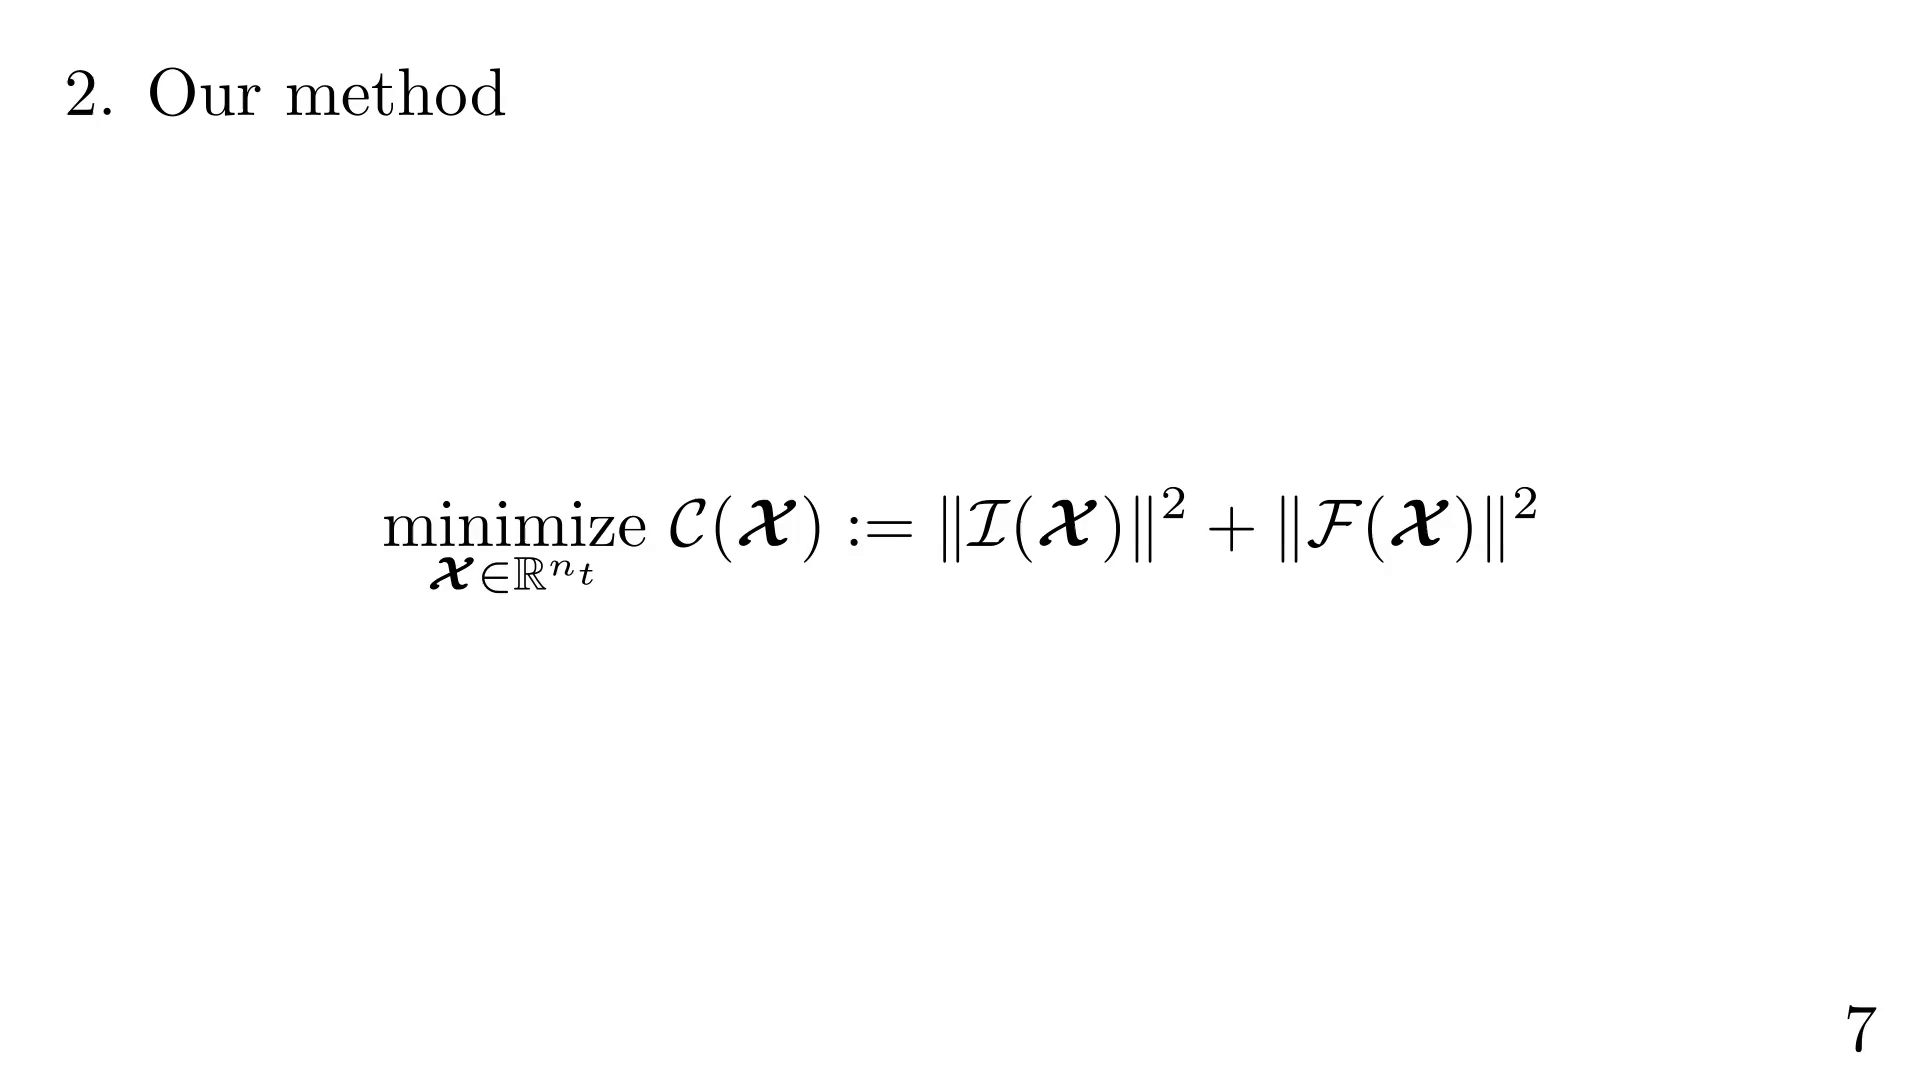 2. Our method
minimize 𝒞(𝓧) := ‖ℐ(𝓧)‖² + ‖ℱ(𝓧)‖²
𝓧∈ℝⁿᵗ
7